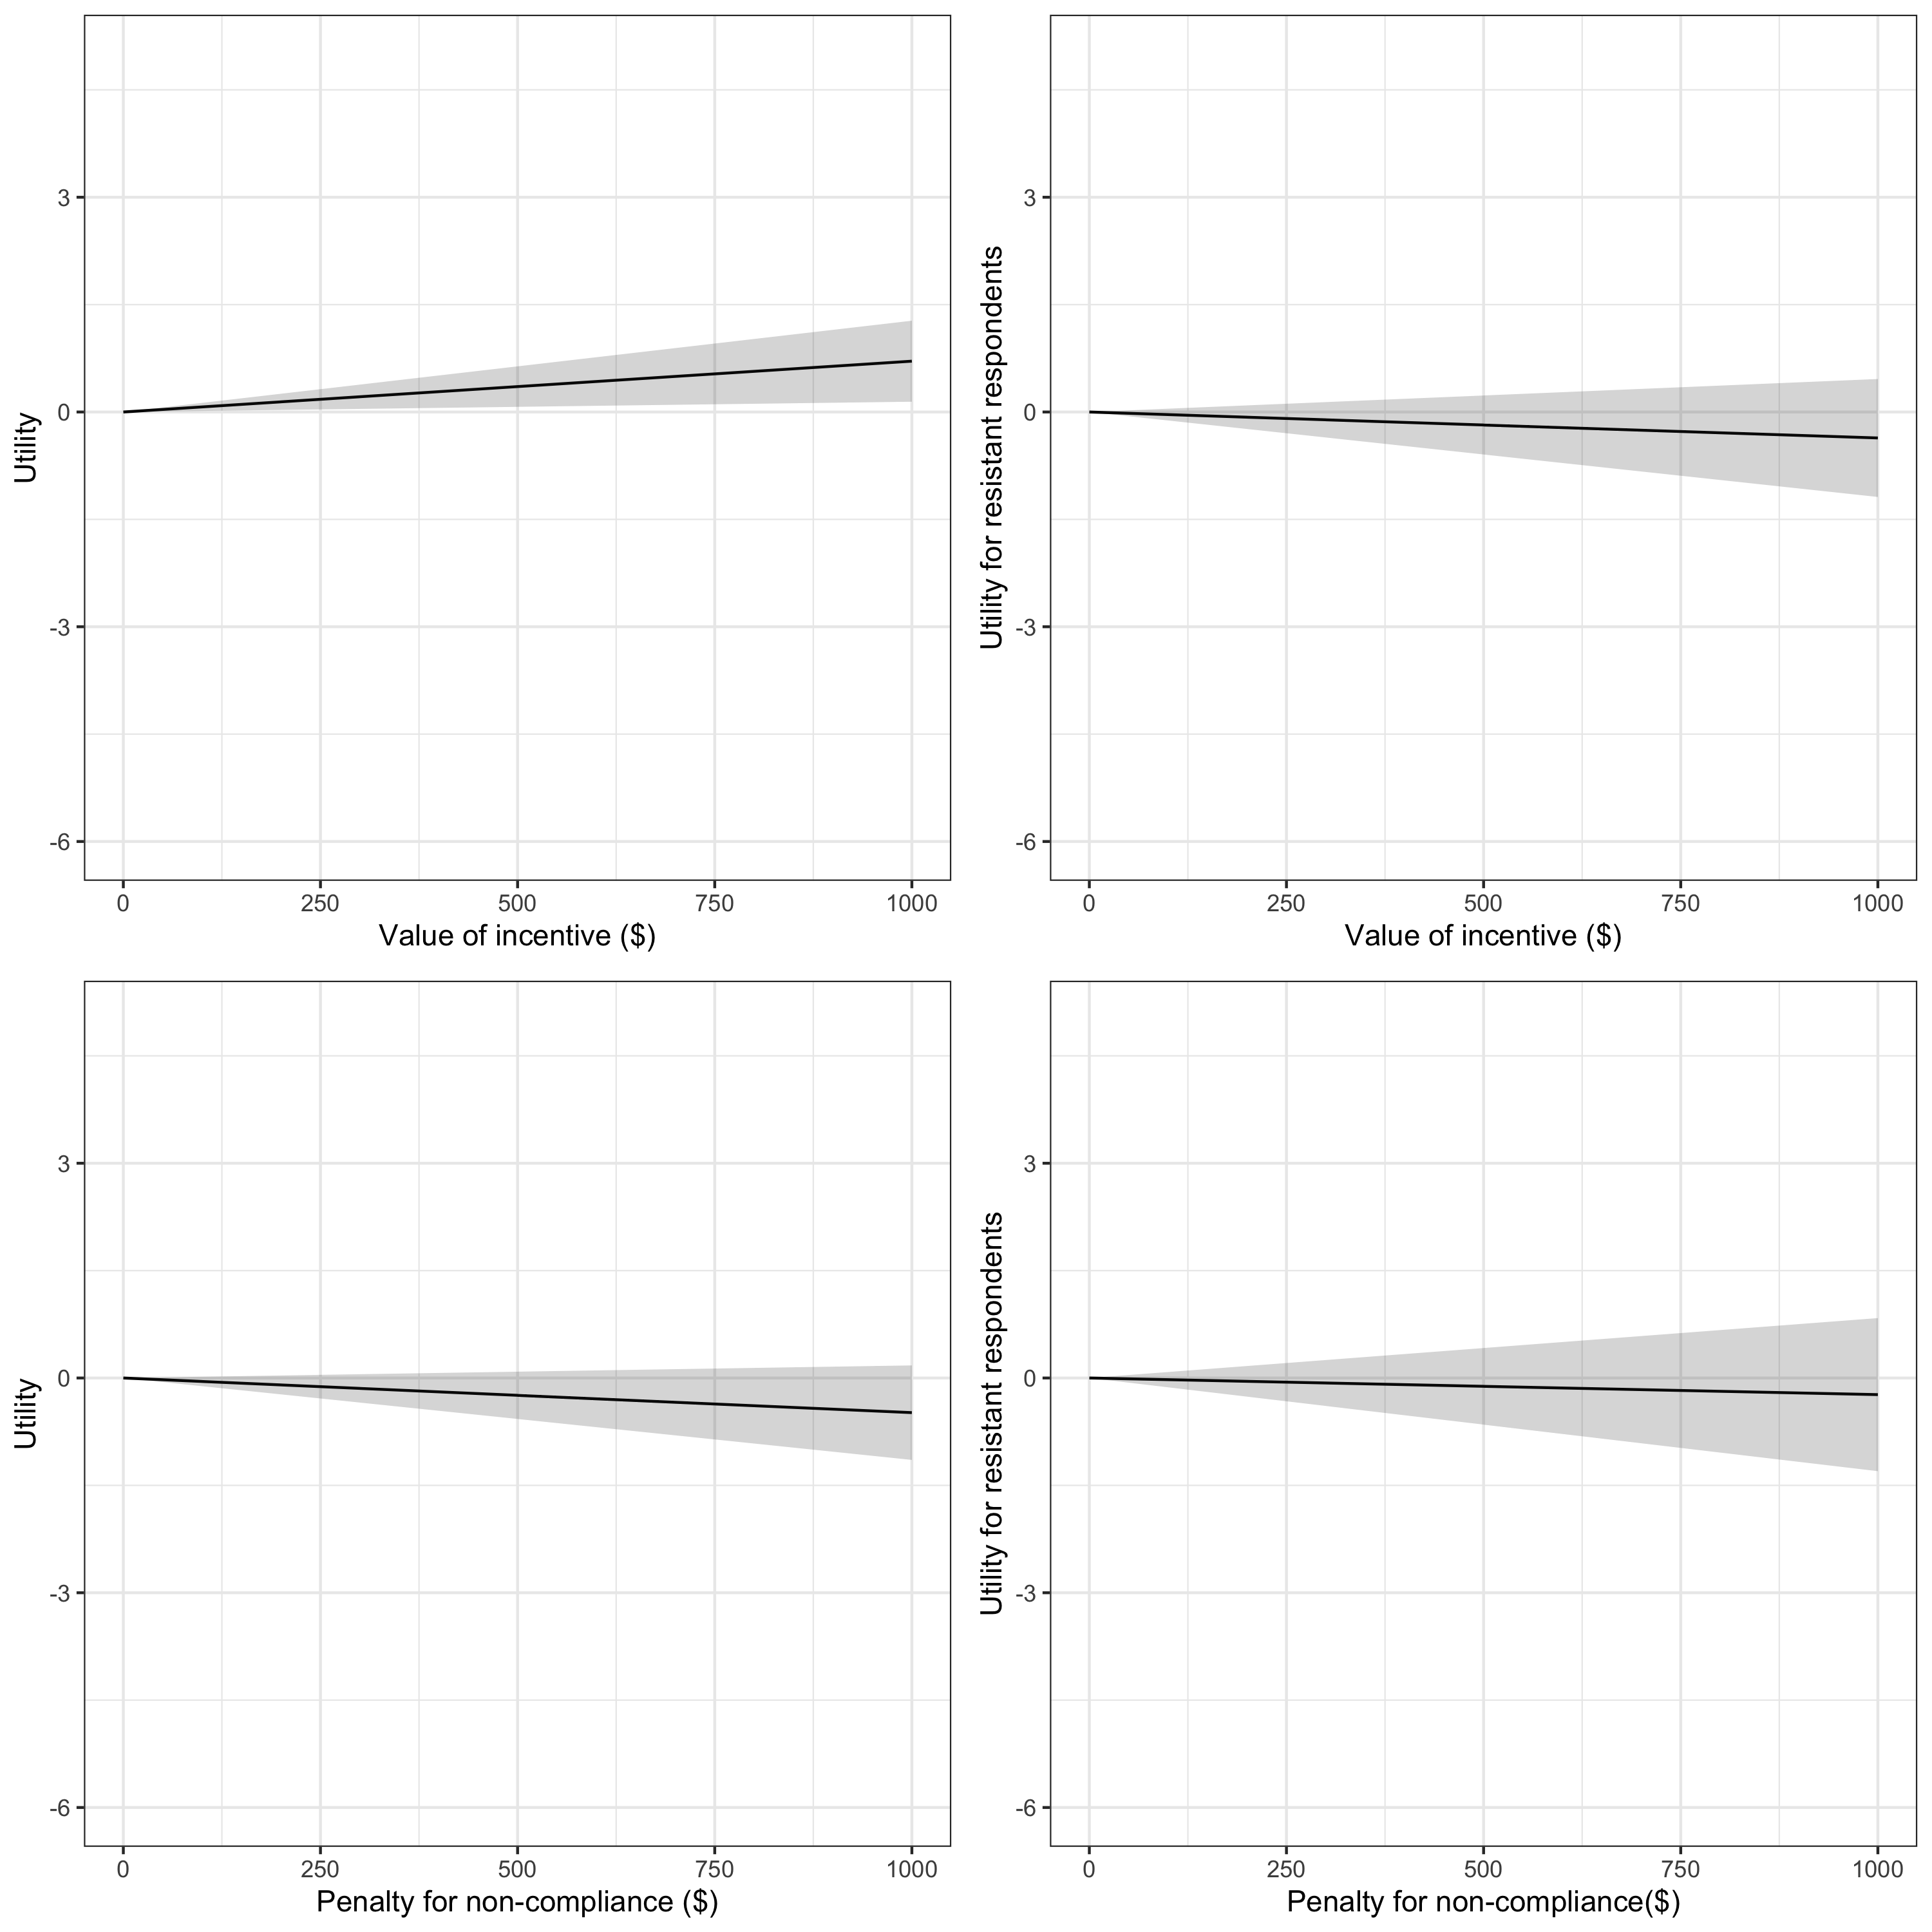 3
0
-3
-6
Utility
0 250 500 750 1000
Value of incentive ($)
3
0
-3
-6
Utility for resistant respondents
0 250 500 750 1000
Value of incentive ($)
3
0
-3
-6
Utility
0 250 500 750 1000
Penalty for non-compliance ($)
3
0
-3
-6
Utility for resistant respondents
0 250 500 750 1000
Penalty for non-compliance($)